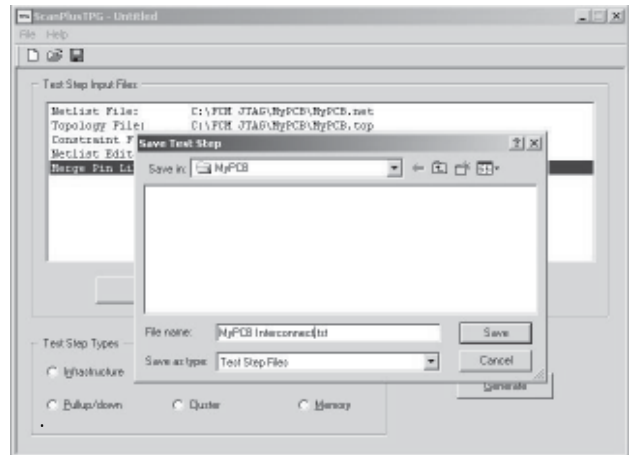 ScanPlusTPG - Untitled
File Help
Test Step Input Files
Netlist File: C:\FCM JTAG\MyPCB\MyPCB.net
Topology File: C:\FCM JTAG\MyPCB\MyPCB.top
Constraint F
Netlist Edit
Merge Pin Li
Save Test Step
Save in: MyPCB
File name: MyPCB Interconnect.tst
Save as type: Test Step Files
Save
Cancel
Test Step Types
Infrastructure
Pullup/down Cluster Memory
Generate